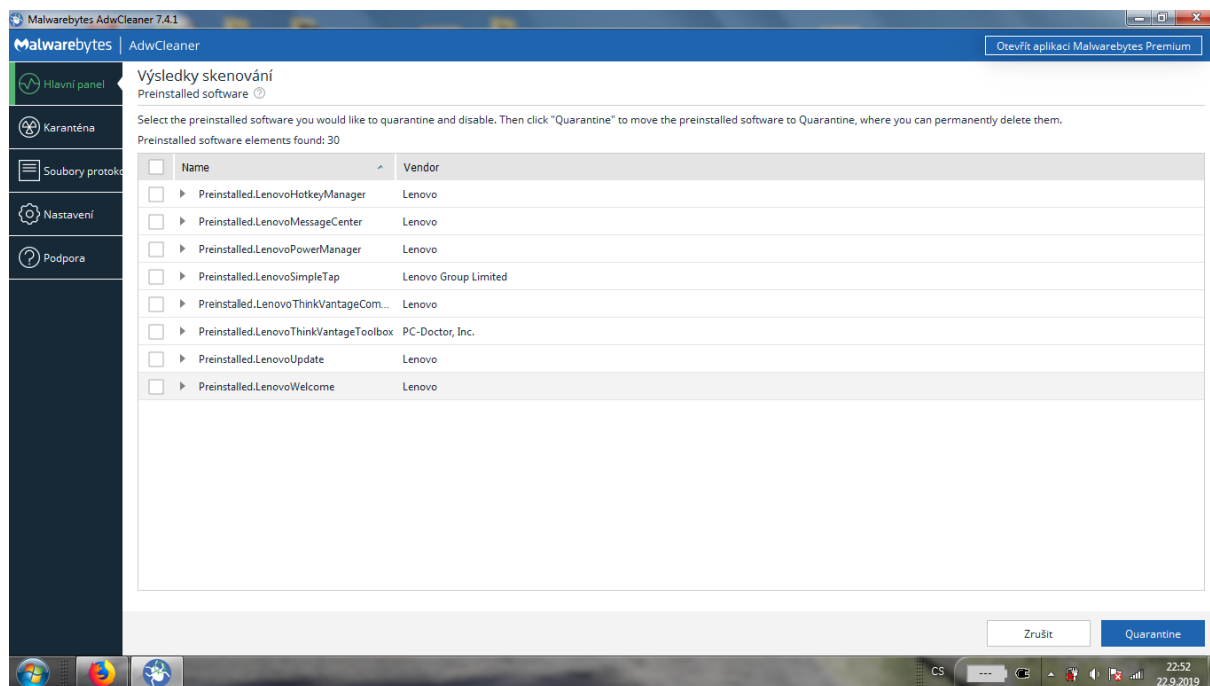 Malwarebytes AdwCleaner 7.4.1
Malwarebytes | AdwCleaner
Otevřít aplikaci Malwarebytes Premium
Hlavní panel
Karanténa
Soubory protoko
Nastavení
Podpora
Výsledky skenování
Preinstalled software
Select the preinstalled software you would like to quarantine and disable. Then click "Quarantine" to move the preinstalled software to Quarantine, where you can permanently delete them.
Preinstalled software elements found: 30
Name Vendor
Preinstalled.LenovoHotkeyManager Lenovo
Preinstalled.LenovoMessageCenter Lenovo
Preinstalled.LenovoPowerManager Lenovo
Preinstalled.LenovoSimpleTap Lenovo Group Limited
Preinstalled.LenovoThinkVantageCom... Lenovo
Preinstalled.LenovoThinkVantageToolbox PC-Doctor, Inc.
Preinstalled.LenovoUpdate Lenovo
Preinstalled.LenovoWelcome Lenovo
Zrušit Quarantine
CS --- 22:52
22.9.2019